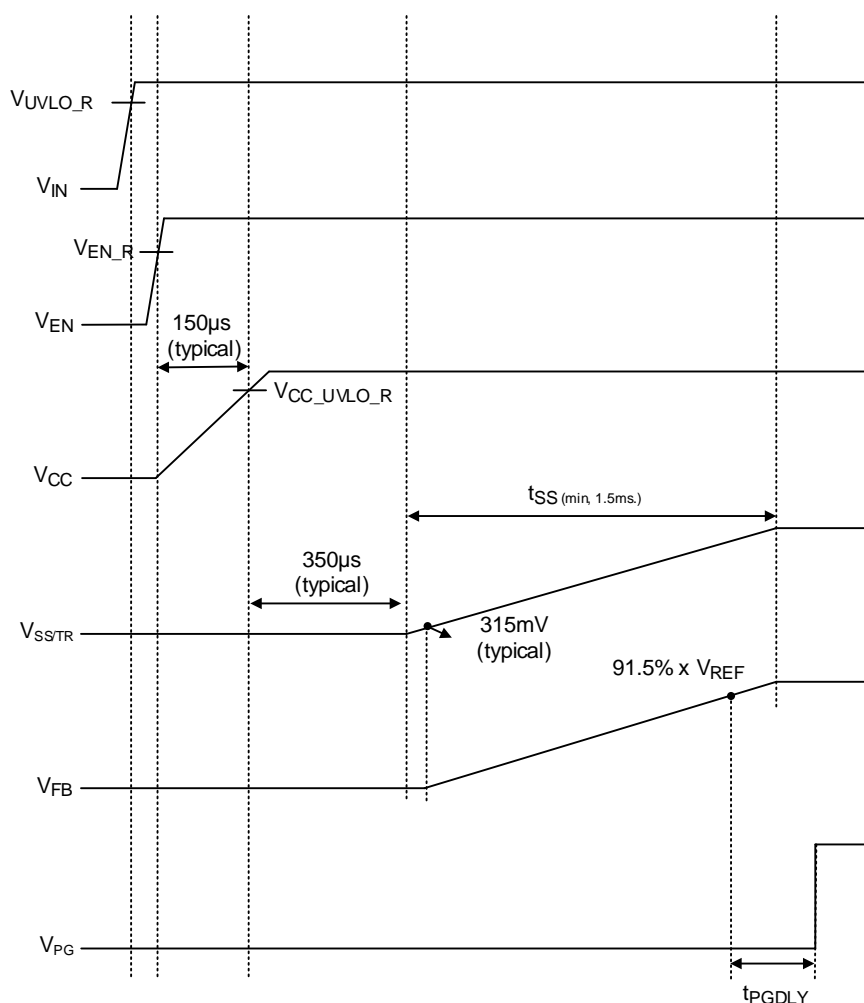 VUVLO_R
VIN
VEN_R
VEN
150µs
(typical)
VCC_UVLO_R
VCC
tSS (min, 1.5ms.)
350µs
(typical)
VSS/TR
315mV
(typical)
91.5% x VREF
VFB
VPG
tPGDLY